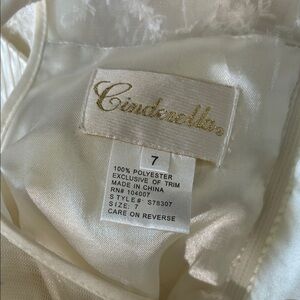 Cinderella®
7
100% POLYESTER
EXCLUSIVE OF TRIM
MADE IN CHINA
RN# 104007
STYLE# S78307
SIZE: 7
CARE ON REVERSE